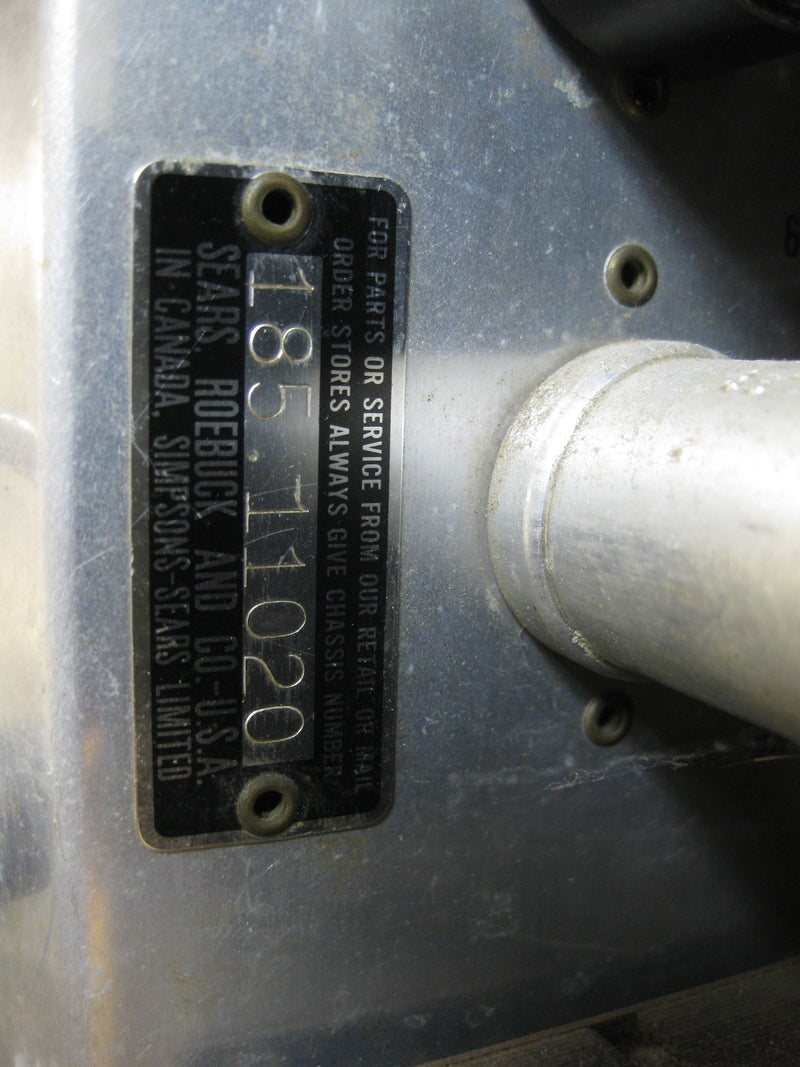 FOR PARTS OR SERVICE FROM OUR RETAIL OR MAIL
ORDER STORES ALWAYS GIVE CHASSIS NUMBER
185.11020
SEARS, ROEBUCK AND CO.-U.S.A.
IN CANADA, SIMPSONS-SEARS LIMITED
6